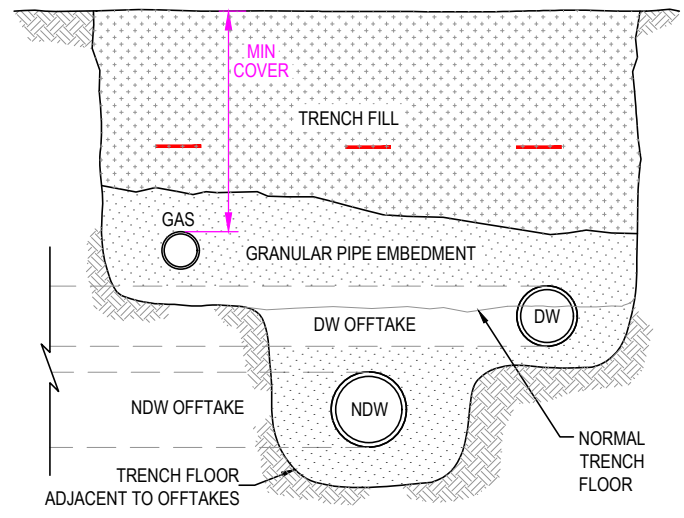 MIN
COVER
TRENCH FILL
GAS
GRANULAR PIPE EMBEDMENT
DW OFFTAKE
DW
NDW OFFTAKE
NDW
NORMAL
TRENCH
FLOOR
TRENCH FLOOR
ADJACENT TO OFFTAKES